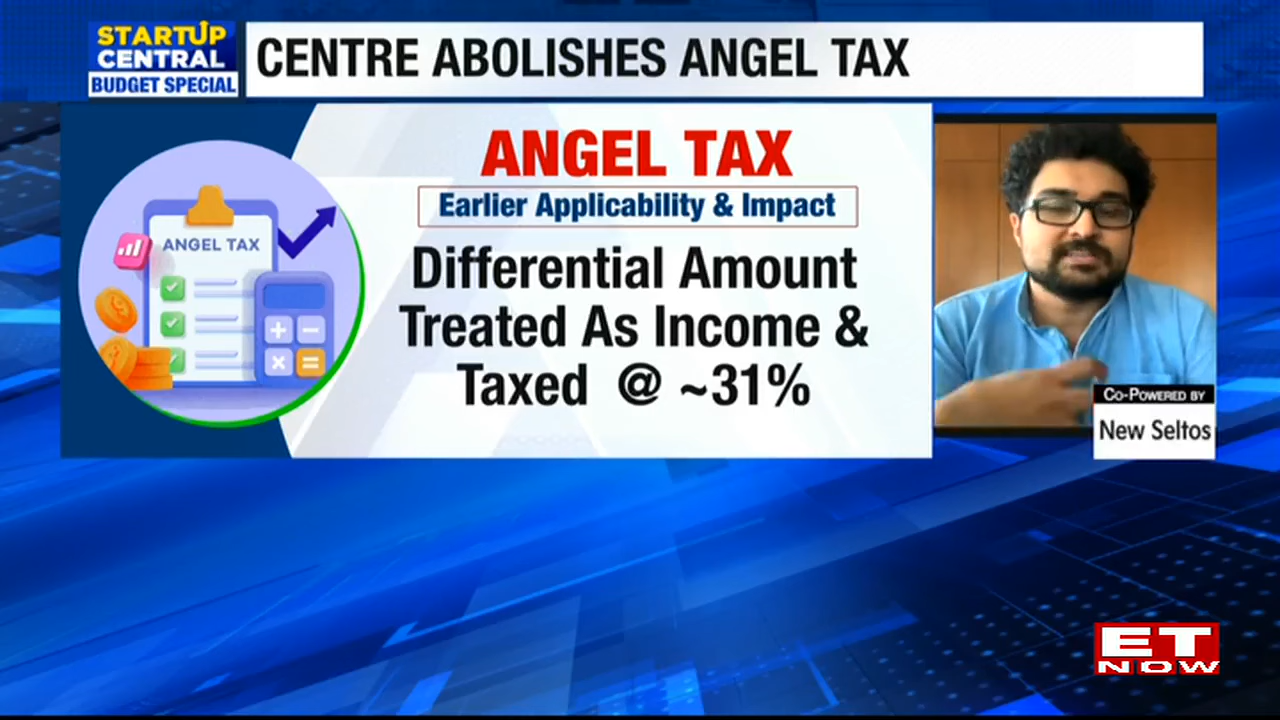 STARTUP
CENTRAL
BUDGET SPECIAL
CENTRE ABOLISHES ANGEL TAX
ANGEL TAX
Earlier Applicability & Impact
Differential Amount
Treated As Income &
Taxed @ ~31%
ANGEL TAX
CO-POWERED BY
New Seltos
ET
NOW